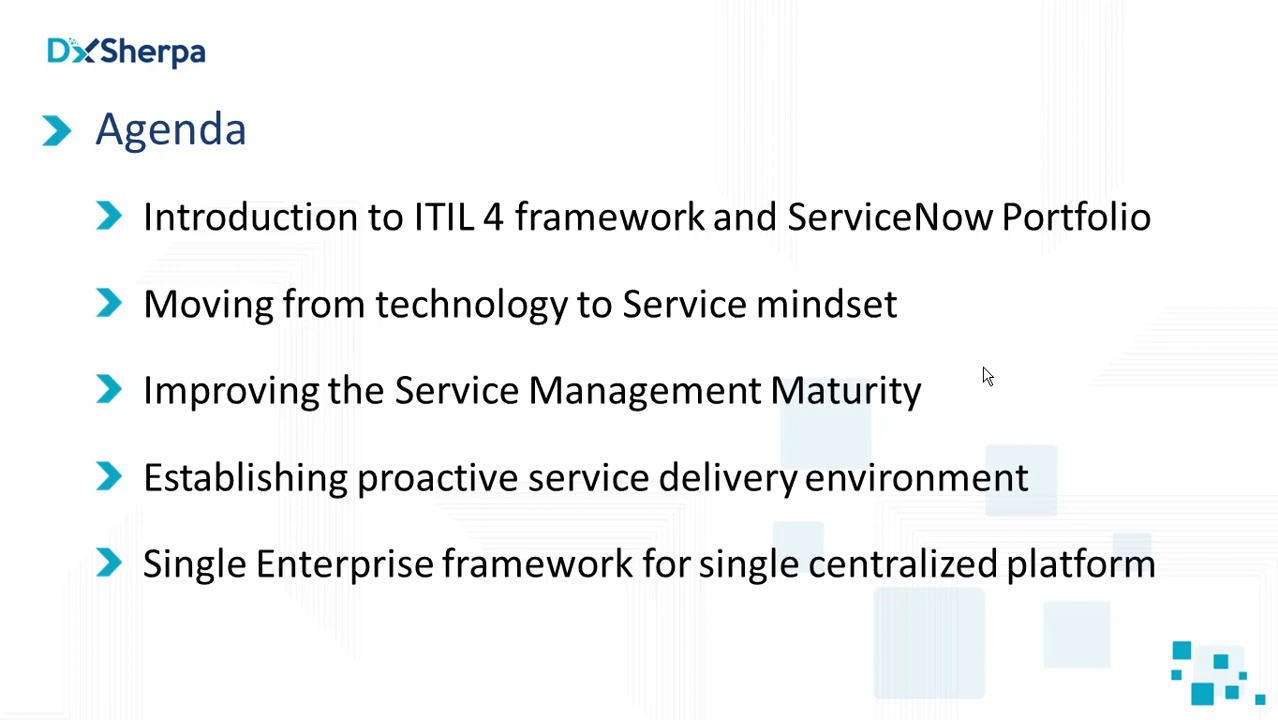 DxSherpa
Agenda
Introduction to ITIL 4 framework and ServiceNow Portfolio
Moving from technology to Service mindset
Improving the Service Management Maturity
Establishing proactive service delivery environment
Single Enterprise framework for single centralized platform